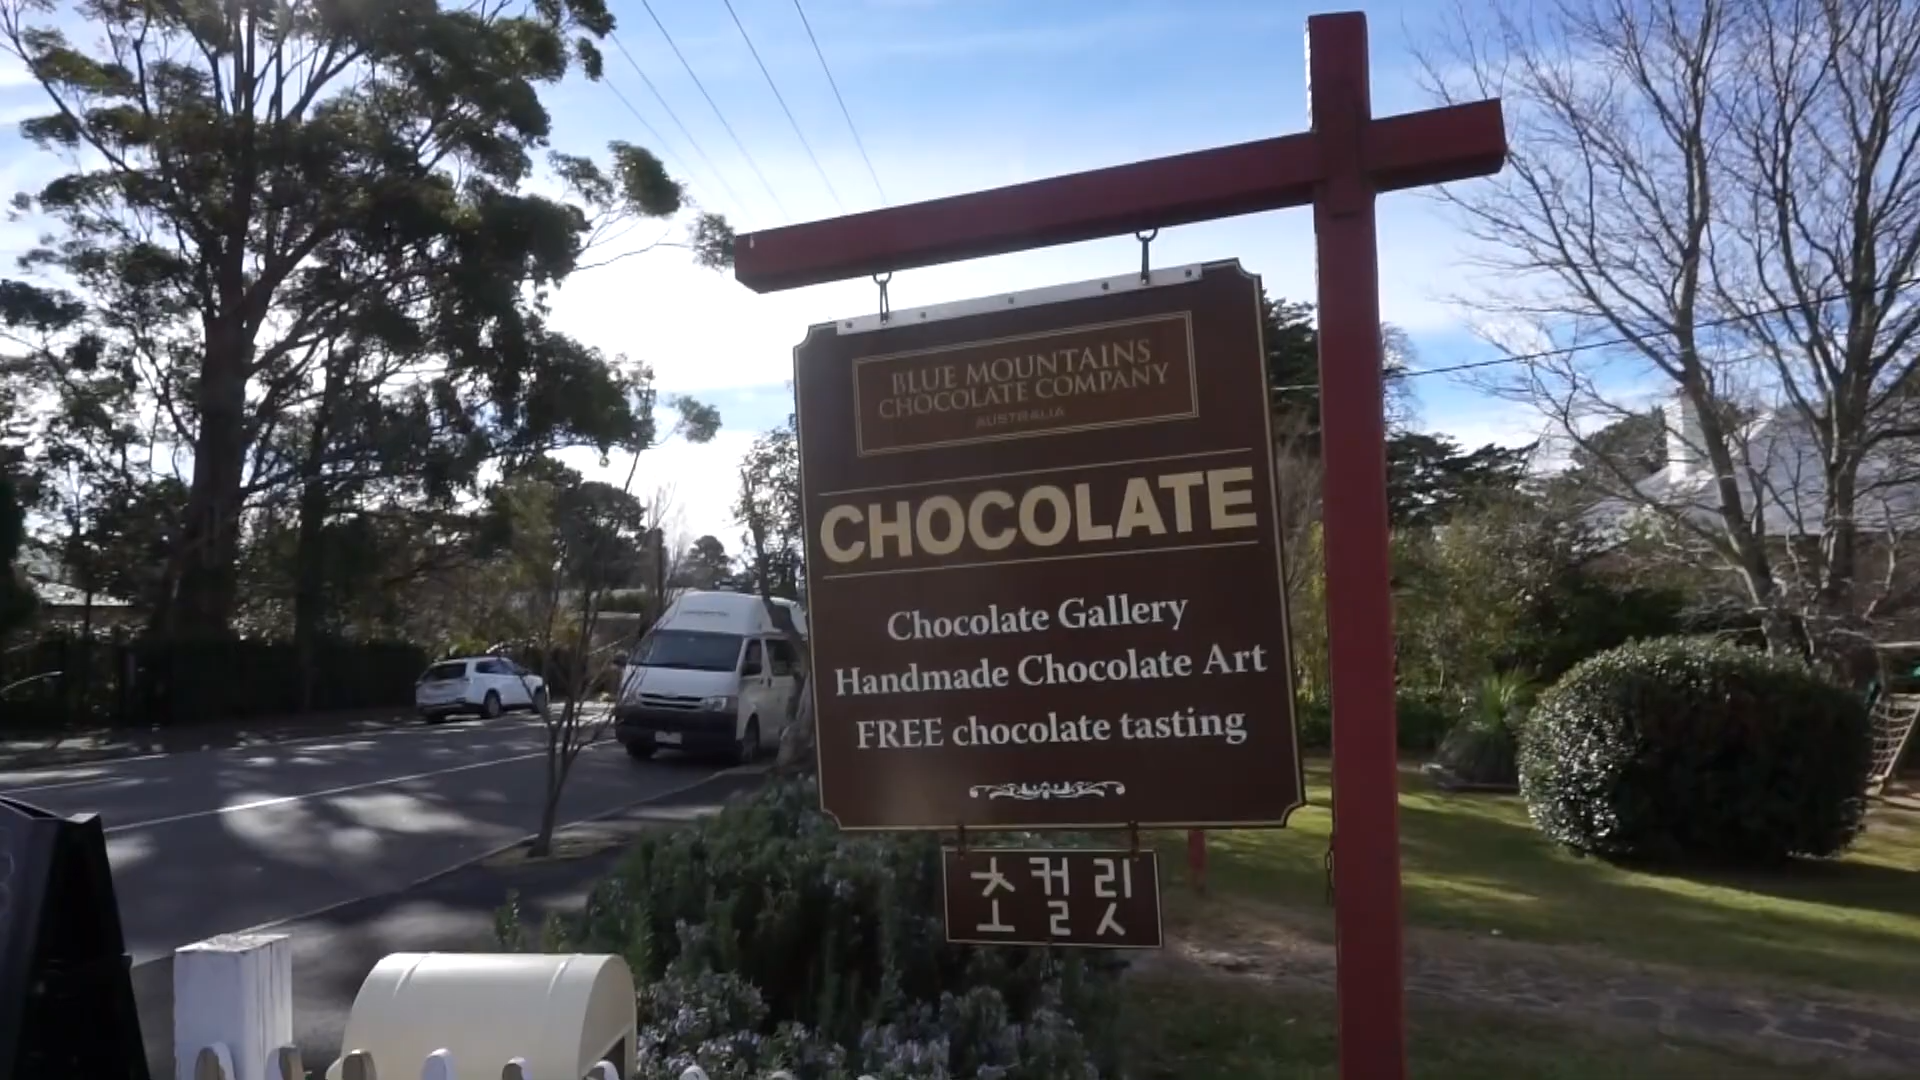 BLUE MOUNTAINS
CHOCOLATE COMPANY
AUSTRALIA
CHOCOLATE
Chocolate Gallery
Handmade Chocolate Art
FREE chocolate tasting
초컬릿